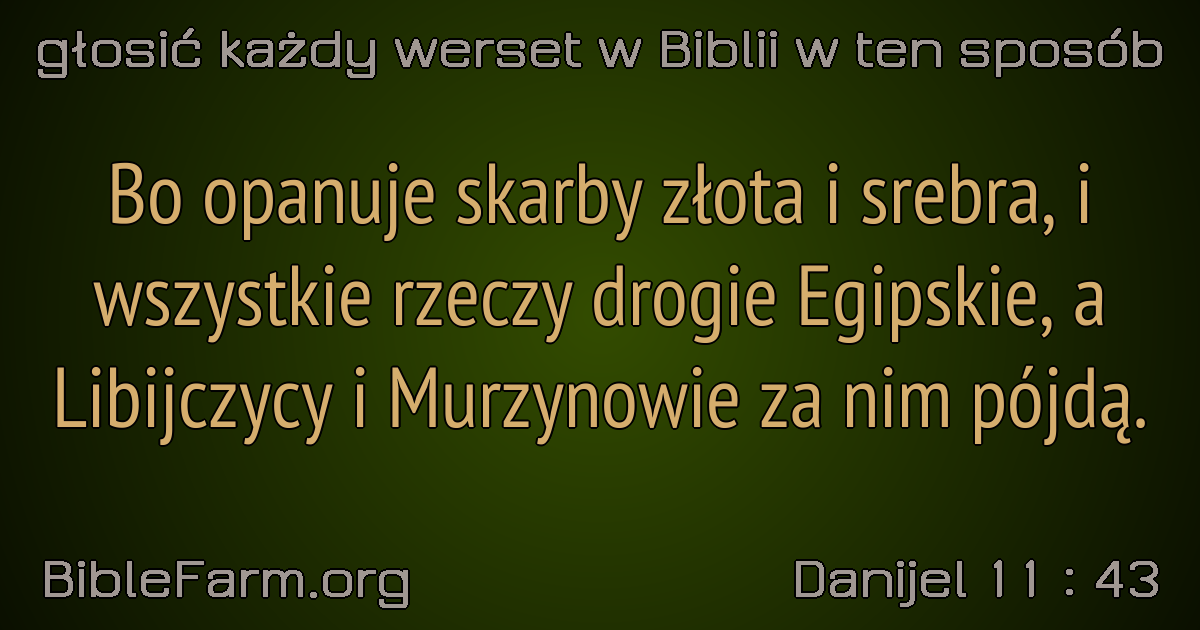 głosić każdy werset w Biblii w ten sposób
Bo opanuje skarby złota i srebra, i
wszystkie rzeczy drogie Egipskie, a
Libijczycy i Murzynowie za nim pójdą.
BibleFarm.org
Danijel 11 : 43